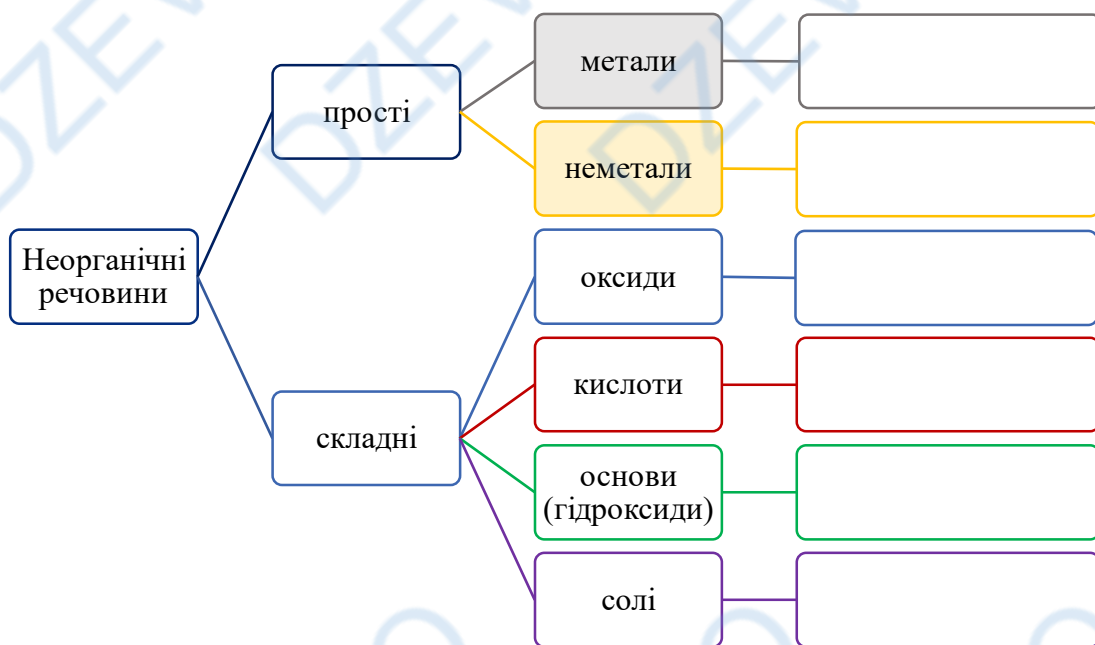 метали
прості
неметали
Неорганічні
речовини
оксиди
кислоти
складні
основи
(гідроксиди)
солі